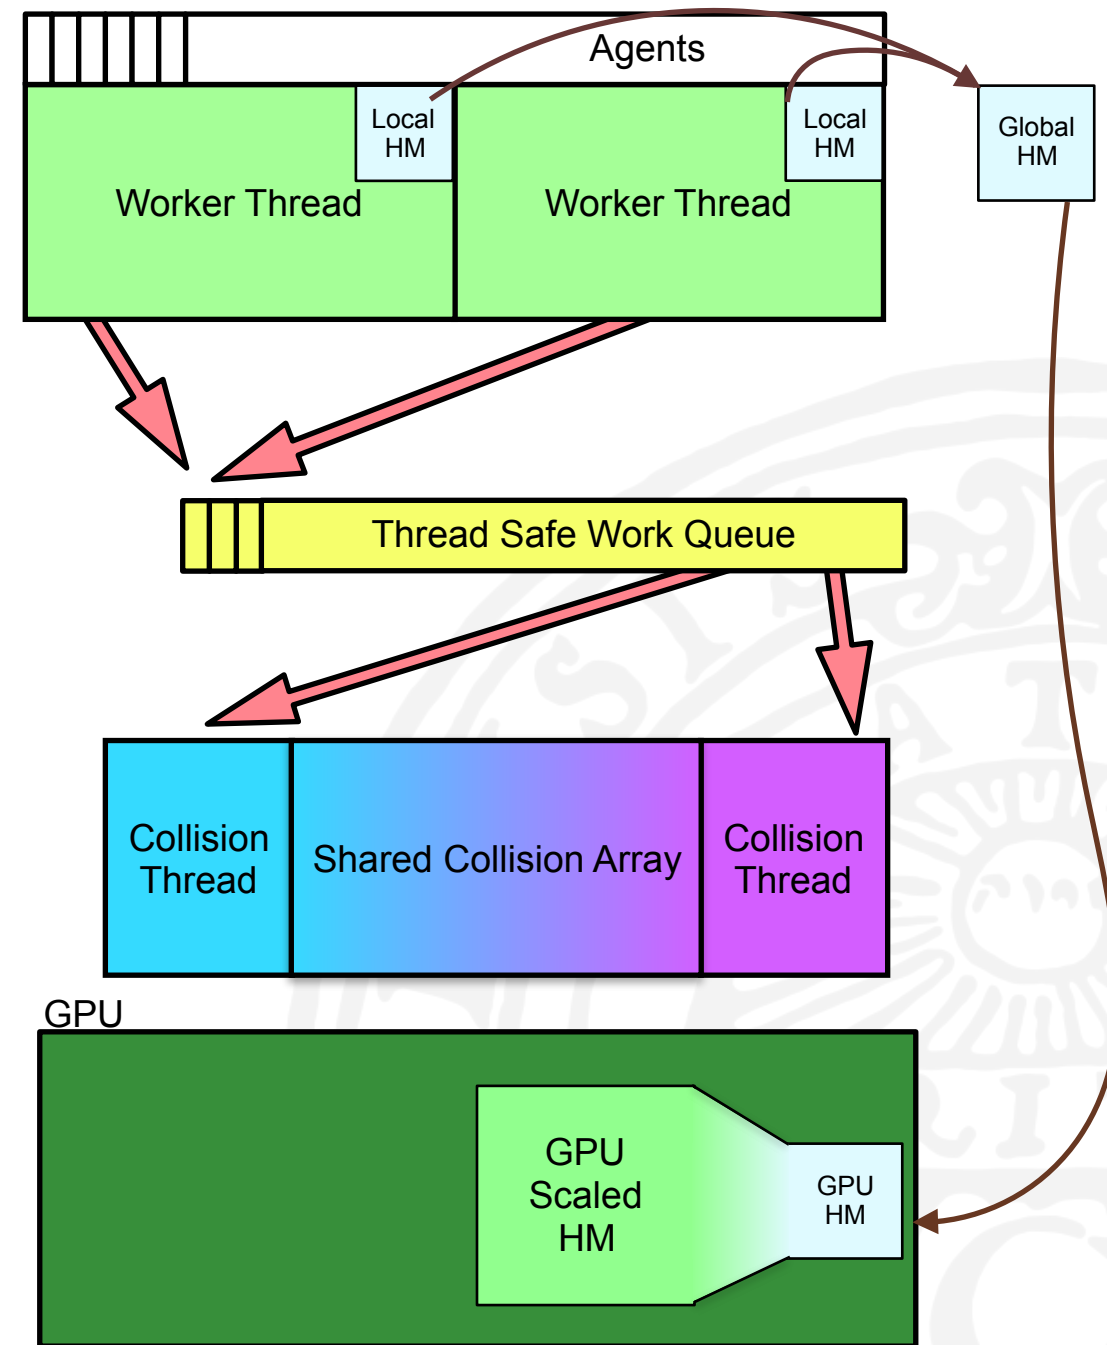 Agents
Local
HM
Local
HM
Global
HM
Worker Thread
Worker Thread
Thread Safe Work Queue
Collision
Thread
Shared Collision Array
Collision
Thread
GPU
GPU
Scaled
HM
GPU
HM